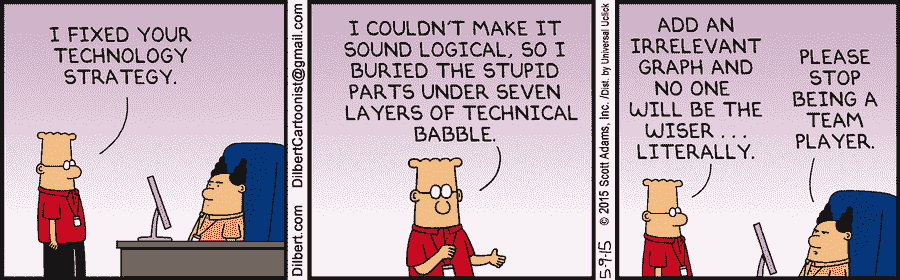 I FIXED YOUR
TECHNOLOGY
STRATEGY.
DilbertCartoonist@gmail.com
Dilbert.com
I COULDN'T MAKE IT
SOUND LOGICAL, SO I
BURIED THE STUPID
PARTS UNDER SEVEN
LAYERS OF TECHNICAL
BABBLE.
© 2015 Scott Adams, Inc. /Dist. by Universal Uclick
5-9-15
ADD AN
IRRELEVANT
GRAPH AND
NO ONE
WILL BE THE
WISER ...
LITERALLY.
PLEASE
STOP
BEING A
TEAM
PLAYER.